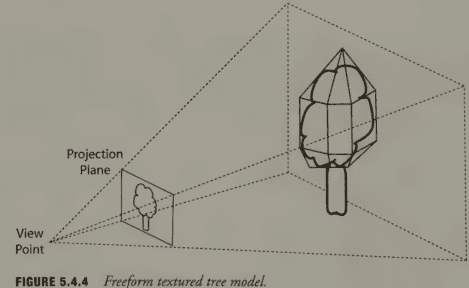 Projection
Plane
View
Point
FIGURE 5.4.4 Freeform textured tree model.